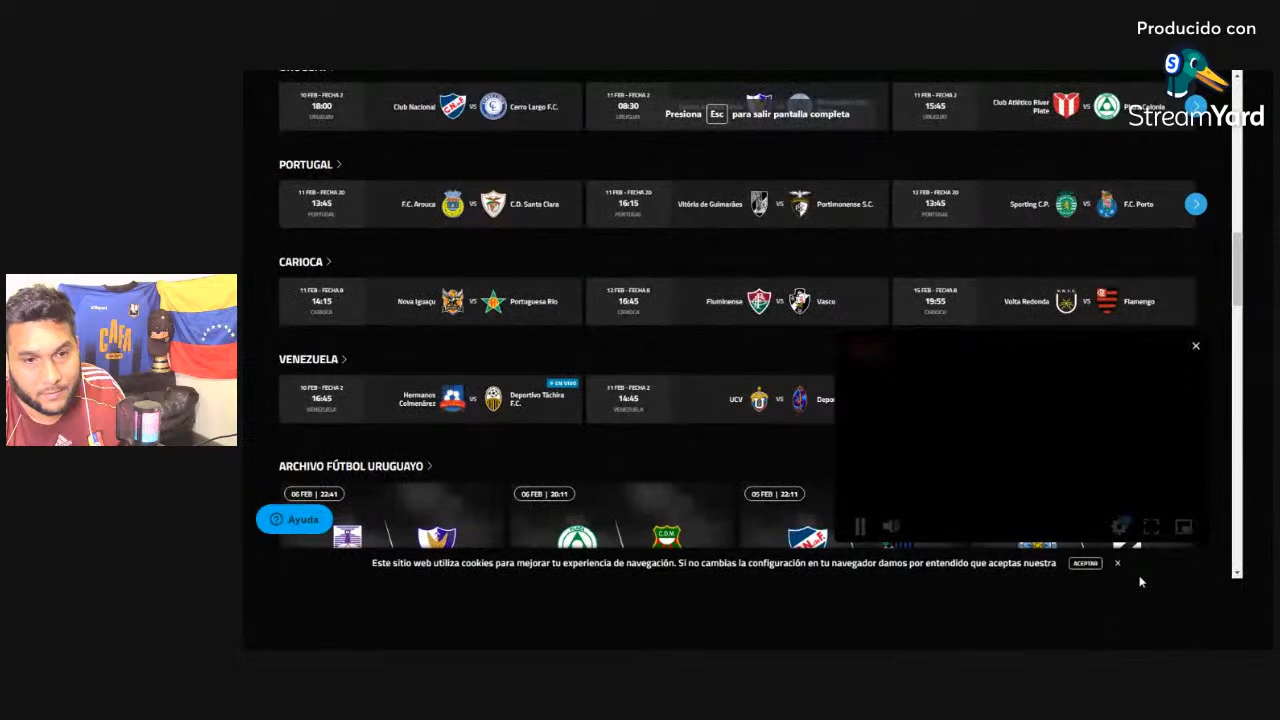 Producido con
StreamYard
10 FEB - FECHA 2
18:00
URUGUAY
Club Nacional
VS
Cerro Largo F.C.
11 FEB - FECHA 2
08:30
URUGUAY
Presiona Esc para salir pantalla completa
11 FEB - FECHA 2
15:45
URUGUAY
Club Atlético River
Plate
VS
Colonia
PORTUGAL
11 FEB - FECHA 20
13:45
PORTUGAL
F.C. Arouca
VS
C.D. Santa Clara
11 FEB - FECHA 20
16:15
PORTUGAL
Vitória de Guimarães
VS
Portimonense S.C.
12 FEB - FECHA 20
13:45
PORTUGAL
Sporting C.P.
VS
F.C. Porto
CARIOCA
11 FEB - FECHA 8
14:15
CARIOCA
Nova Iguaçu
VS
Portuguesa Rio
12 FEB - FECHA 8
16:45
CARIOCA
Fluminense
VS
Vasco
15 FEB - FECHA 8
19:55
CARIOCA
Volta Redonda
VS
Flamengo
VENEZUELA
10 FEB - FECHA 2
16:45
VENEZUELA
Hermanos
Colmenárez
VS
EN VIVO
Deportivo Táchira
F.C.
11 FEB - FECHA 2
14:45
VENEZUELA
UCV
VS
Depo
CAFA
ARCHIVO FÚTBOL URUGUAYO
06 FEB | 22:41
06 FEB | 20:11
05 FEB | 22:11
Ayuda
Este sitio web utiliza cookies para mejorar tu experiencia de navegación. Si no cambias la configuración en tu navegador damos por entendido que aceptas nuestra
ACEPTAR